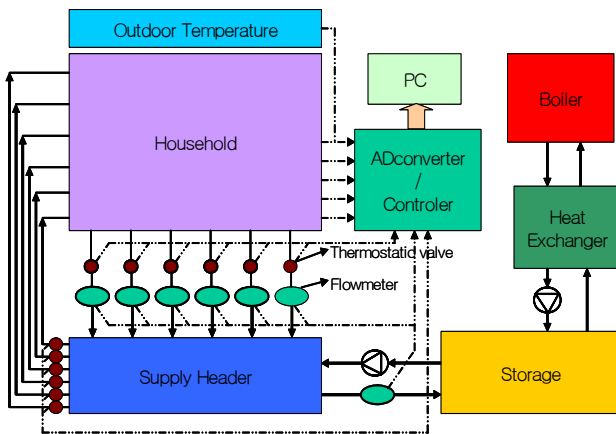 Outdoor Temperature
PC
Boiler
Household
ADconverter
/
Controler
Heat
Exchanger
Thermostatic valve
Flowmeter
Supply Header
Storage